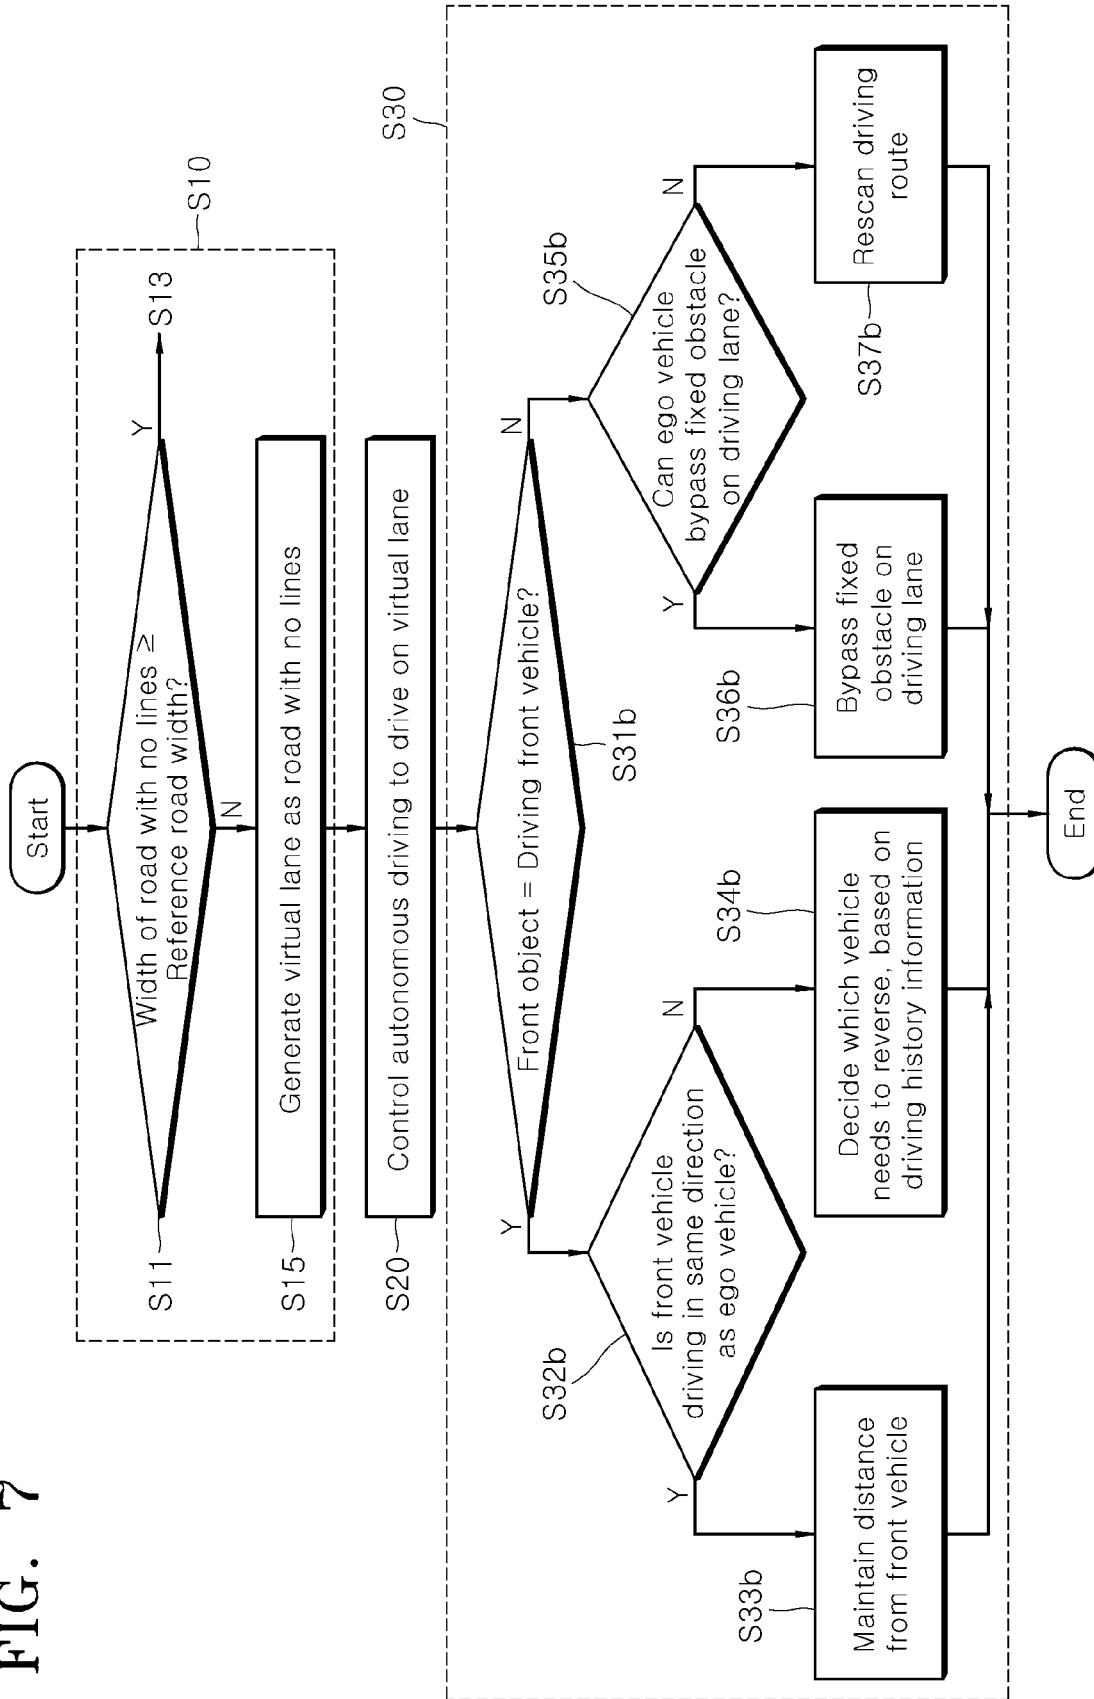 FIG. 7
Start
Width of road with no lines ≥
Reference road width?
S11
Y
S13
S10
N
Generate virtual lane as road with no lines
S15
Control autonomous driving to drive on virtual lane
S20
S30
Front object = Driving front vehicle?
S31b
Y
N
Is front vehicle
driving in same direction
as ego vehicle?
S32b
Y
N
Can ego vehicle
bypass fixed obstacle
on driving lane?
S35b
Y
N
Maintain distance
from front vehicle
S33b
Decide which vehicle
needs to reverse, based on
driving history information
S34b
Bypass fixed
obstacle on
driving lane
S36b
Rescan driving
route
S37b
End